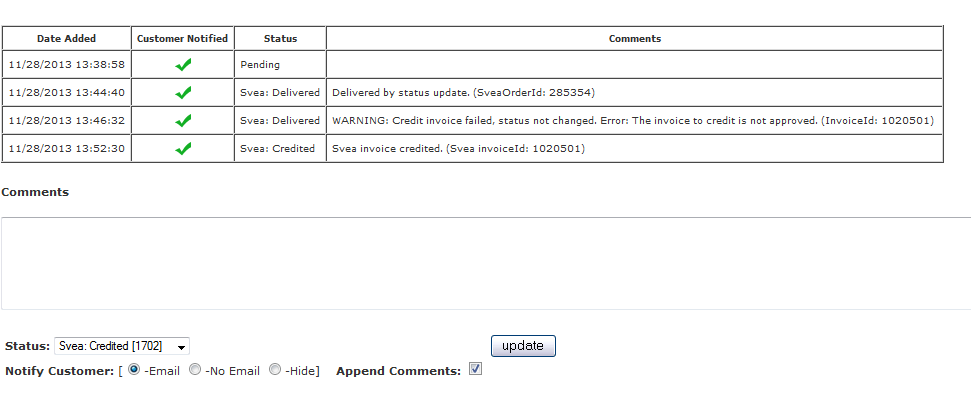 Date Added Customer Notified Status Comments
11/28/2013 13:38:58 Pending
11/28/2013 13:44:40 Svea: Delivered Delivered by status update. (SveaOrderId: 285354)
11/28/2013 13:46:32 Svea: Delivered WARNING: Credit invoice failed, status not changed. Error: The invoice to credit is not approved. (InvoiceId: 1020501)
11/28/2013 13:52:30 Svea: Credited Svea invoice credited. (Svea invoiceId: 1020501)
Comments
Status: Svea: Credited [1702] update
Notify Customer: [ -Email -No Email -Hide] Append Comments: